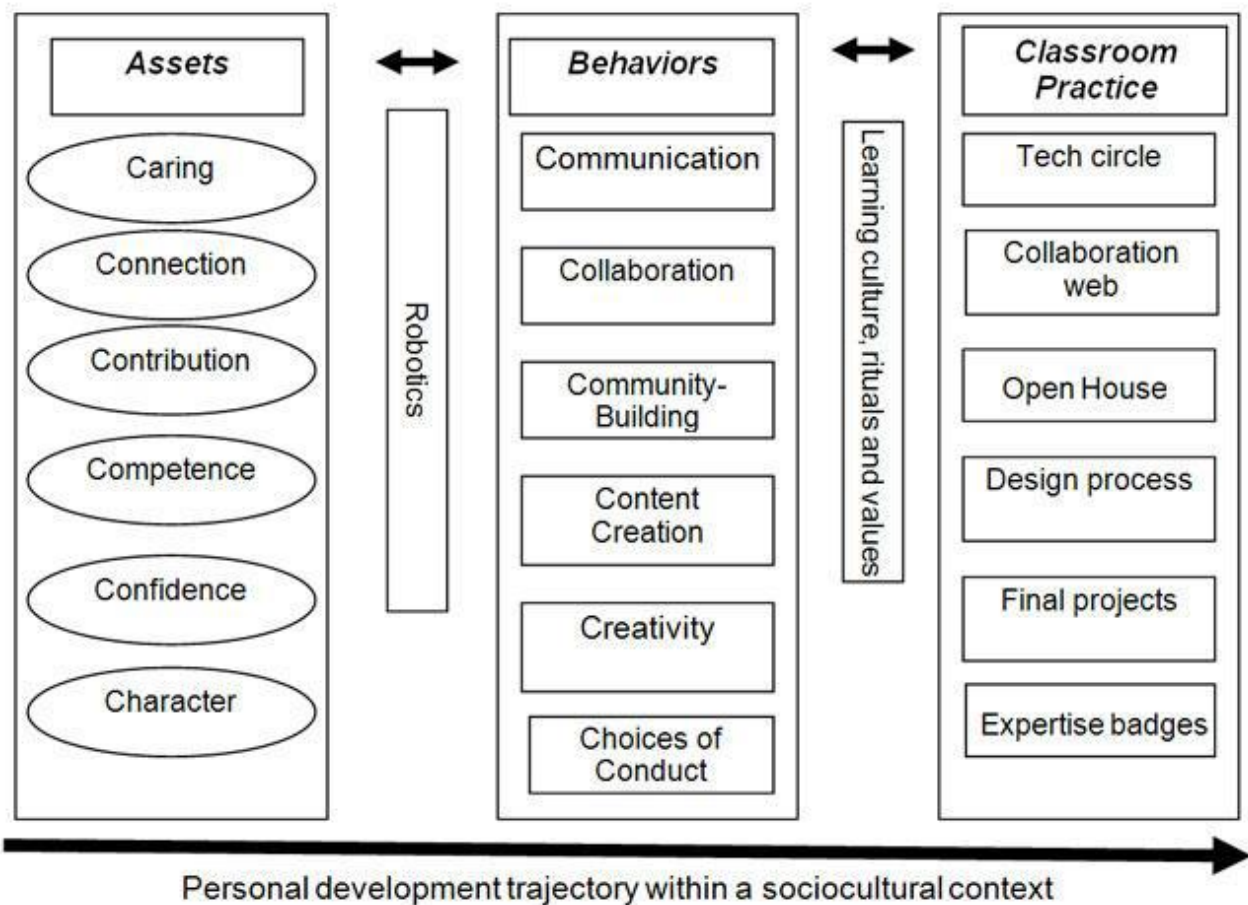 Assets
Caring
Connection
Contribution
Competence
Confidence
Character
Robotics
Behaviors
Communication
Collaboration
Community-
Building
Content
Creation
Creativity
Choices of
Conduct
Learning culture, rituals and values
Classroom
Practice
Tech circle
Collaboration
web
Open House
Design process
Final projects
Expertise badges
Personal development trajectory within a sociocultural context